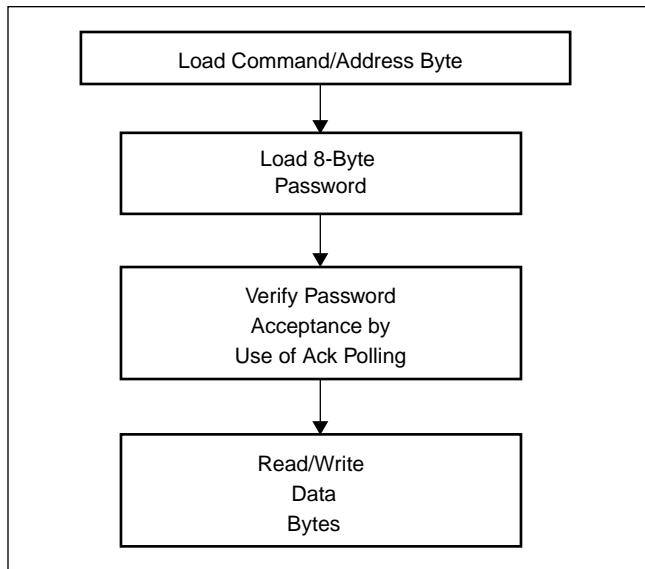 Load Command/Address Byte
Load 8-Byte
Password
Verify Password
Acceptance by
Use of Ack Polling
Read/Write
Data
Bytes